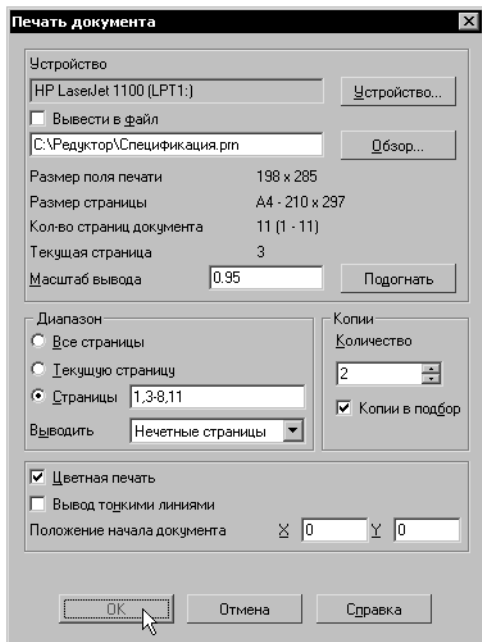 Печать документа
Устройство
HP LaserJet 1100 (LPT1:)
Устройство...
Вывести в файл
C:\Редуктор\Спецификация.prn
Обзор...
Размер поля печати 198 x 285
Размер страницы A4 - 210 x 297
Кол-во страниц документа 11 (1 - 11)
Текущая страница 3
Масштаб вывода 0.95 Подогнать
Диапазон
Все страницы
Текущую страницу
Страницы 1,3-8,11
Выводить Нечетные страницы
Копии
Количество
2
Копии в подбор
Цветная печать
Вывод тонкими линиями
Положение начала документа X 0 Y 0
OK Отмена Справка